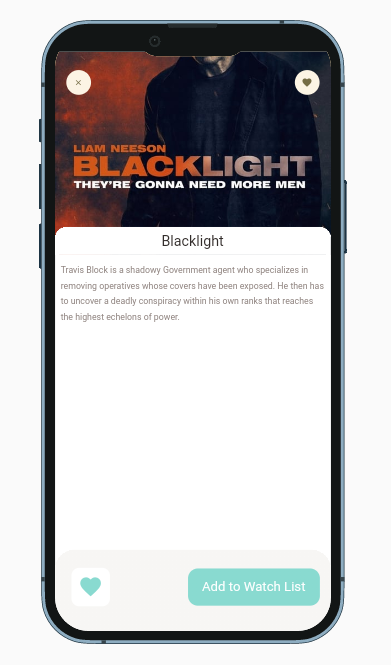 LIAM NEESON
BLACKLIGHT
THEY'RE GONNA NEED MORE MEN
Blacklight
Travis Block is a shadowy Government agent who specializes in
removing operatives whose covers have been exposed. He then has
to uncover a deadly conspiracy within his own ranks that reaches
the highest echelons of power.
Add to Watch List